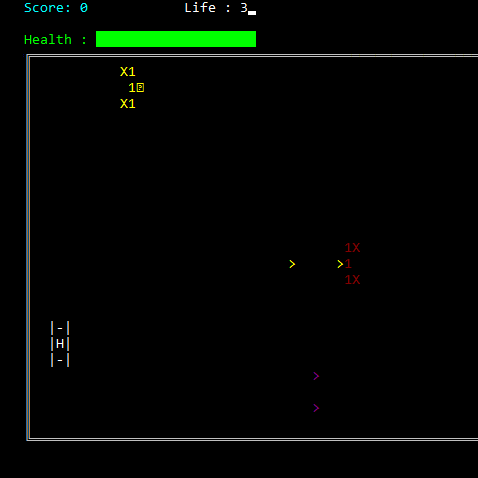 Score: 0 Life : 3
Health :
X1
1
X1
1X
> >1
1X
|-|
|H|
|-|
>
>